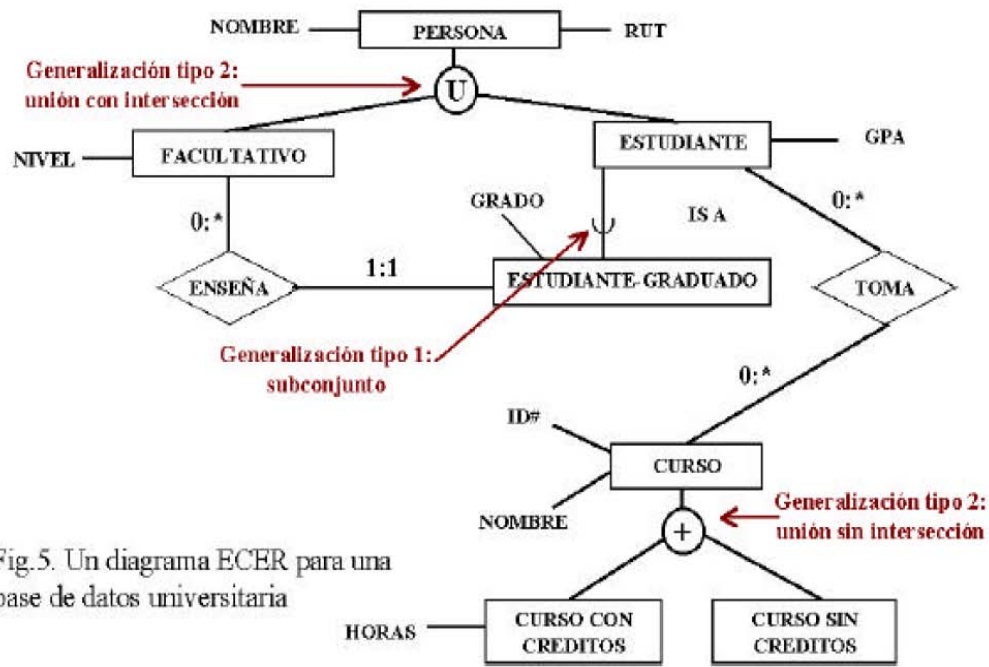 NOMBRE
PERSONA
RUT
Generalización tipo 2:
unión con intersección
U
NIVEL
FACULTATIVO
ESTUDIANTE
GPA
0:*
GRADO
IS A
0:*
ENSEÑA
1:1
ESTUDIANTE-GRADUADO
TOMA
Generalización tipo 1:
subconjunto
0:*
ID#
CURSO
NOMBRE
+
Generalización tipo 2:
unión sin intersección
Fig.5. Un diagrama ECER para una
base de datos universitaria
HORAS
CURSO CON
CREDITOS
CURSO SIN
CREDITOS